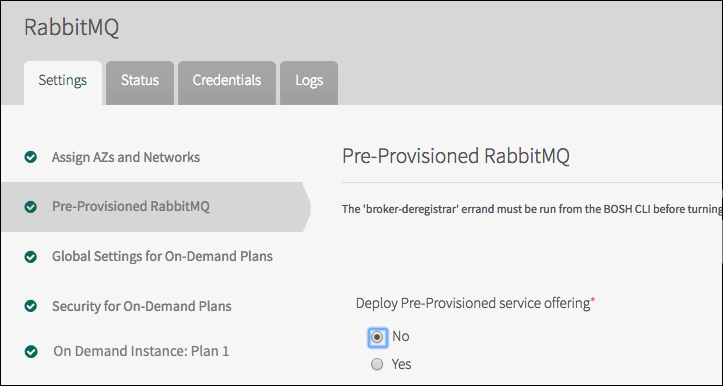 RabbitMQ
Settings
Status
Credentials
Logs
Assign AZs and Networks
Pre-Provisioned RabbitMQ
Global Settings for On-Demand Plans
Security for On-Demand Plans
On Demand Instance: Plan 1
Pre-Provisioned RabbitMQ
The 'broker-deregistrar' errand must be run from the BOSH CLI before turning
Deploy Pre-Provisioned service offering*
No
Yes